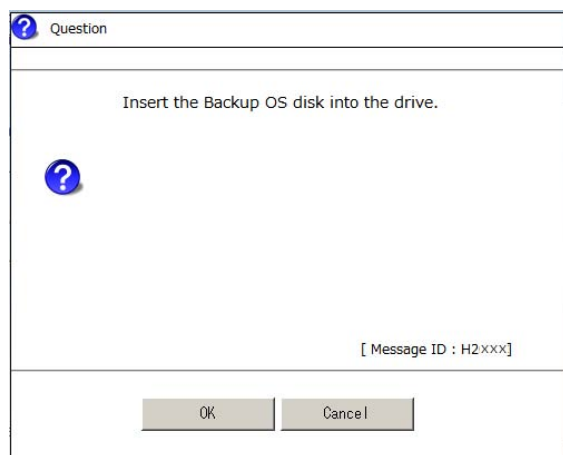 Question
Insert the Backup OS disk into the drive.
[ Message ID : H2xxx]
OK
Cancel